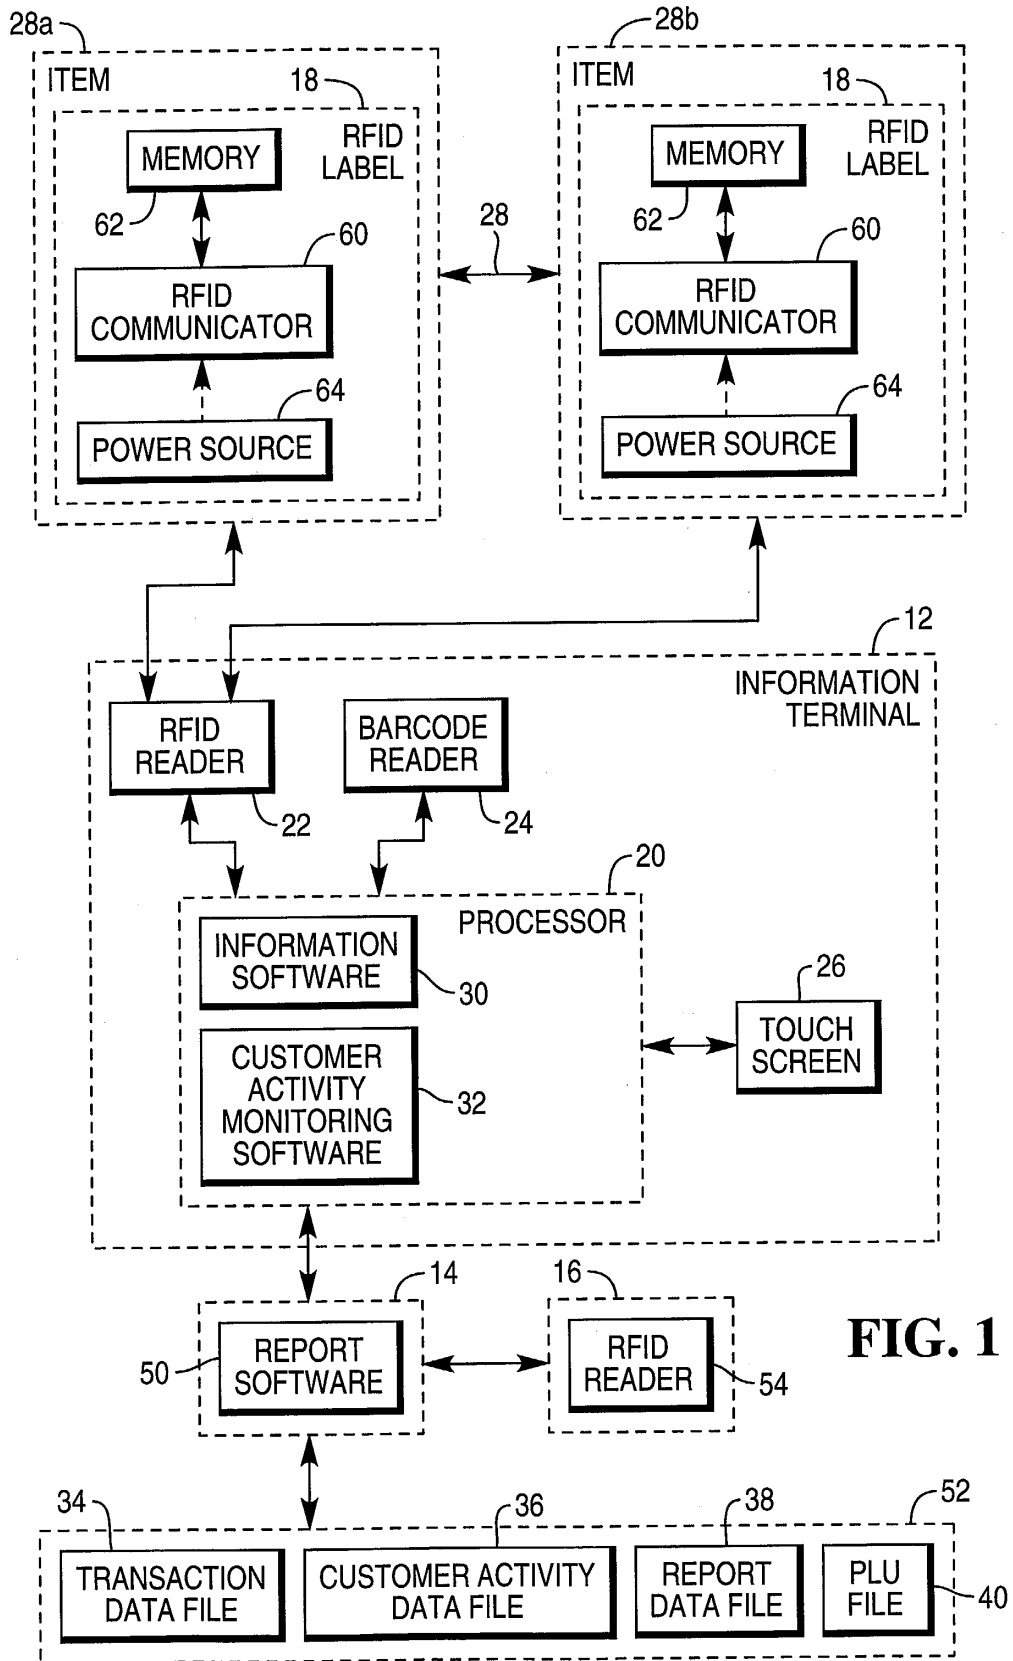 28a
ITEM
18
RFID
LABEL
MEMORY
62
60
RFID
COMMUNICATOR
64
POWER SOURCE
28
28b
ITEM
18
RFID
LABEL
MEMORY
62
60
RFID
COMMUNICATOR
64
POWER SOURCE
12
INFORMATION
TERMINAL
RFID
READER
22
BARCODE
READER
24
20
PROCESSOR
INFORMATION
SOFTWARE
30
CUSTOMER
ACTIVITY
MONITORING
SOFTWARE
32
26
TOUCH
SCREEN
14
REPORT
SOFTWARE
50
16
RFID
READER
54
FIG. 1
52
34
TRANSACTION
DATA FILE
36
CUSTOMER ACTIVITY
DATA FILE
38
REPORT
DATA FILE
PLU
FILE
40